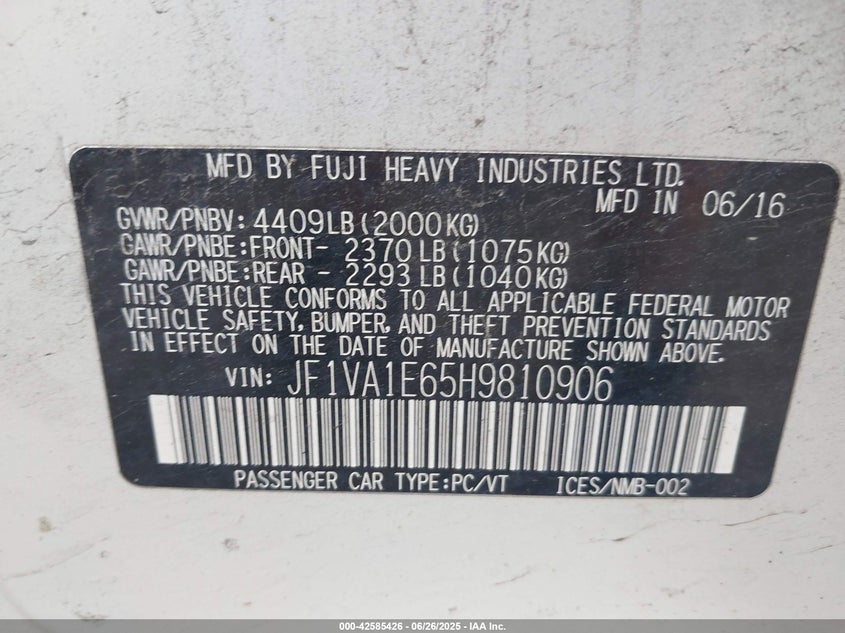 MFD BY FUJI HEAVY INDUSTRIES LTD.
MFD IN 06/16
GVWR/PNBV: 4409LB(2000KG)
GAWR/PNBE:FRONT- 2370LB(1075KG)
GAWR/PNBE:REAR - 2293LB(1040KG)
THIS VEHICLE CONFORMS TO ALL APPLICABLE FEDERAL MOTOR
VEHICLE SAFETY, BUMPER, AND THEFT PREVENTION STANDARDS
IN EFFECT ON THE DATE OF MANUFACTURE SHOWN ABOVE.
VIN: JF1VA1E65H9810906
PASSENGER CAR TYPE:PC/VT ICES/NMB-002
000-42585426 - 06/26/2025 - IAA Inc.